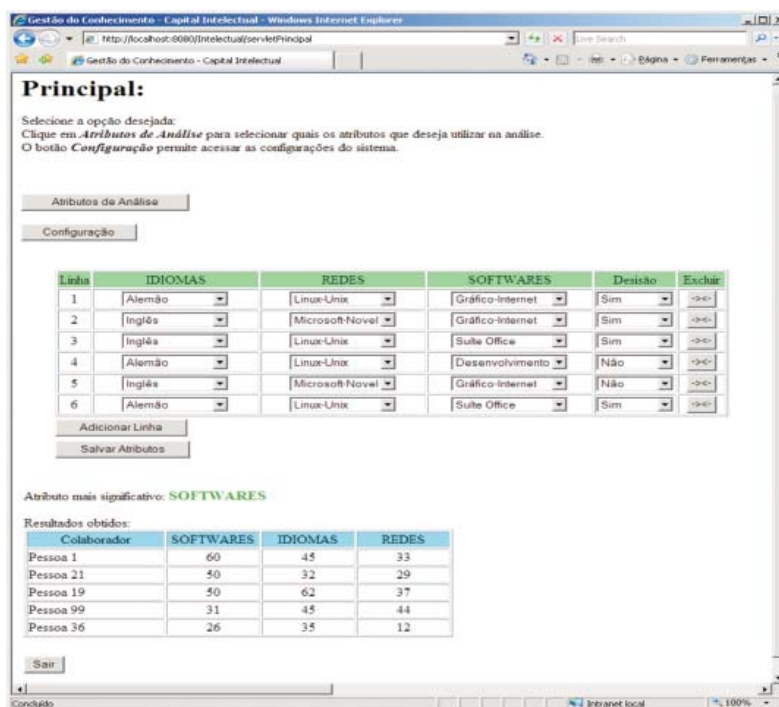 Gestão do Conhecimento - Capital Intelectual - Windows Internet Explorer
http://localhost:8080/Intelectual/servletPrincipal
Live Search
Gestão do Conhecimento - Capital Intelectual
Página
Ferramentas
Principal:
Selecione a opção desejada:
Clique em Atributos de Análise para selecionar quais os atributos que deseja utilizar na análise.
O botão Configuração permite acessar as configurações do sistema.
Atributos de Análise
Configuração
Linha IDIOMAS REDES SOFTWARES Desisão Excluir
1 Alemão Linux-Unix Gráfico-Internet Sim -><-
2 Inglês Microsoft-Novel Gráfico-Internet Sim -><-
3 Inglês Linux-Unix Suite Office Sim -><-
4 Alemão Linux-Unix Desenvolvimento Não -><-
5 Inglês Microsoft-Novel Gráfico-Internet Não -><-
6 Alemão Linux-Unix Suite Office Sim -><-
Adicionar Linha
Salvar Atributos
Atributo mais significativo: SOFTWARES
Resultados obtidos:
Colaborador SOFTWARES IDIOMAS REDES
Pessoa 1 60 45 33
Pessoa 21 50 32 29
Pessoa 19 50 62 37
Pessoa 99 31 45 44
Pessoa 36 26 35 12
Sair
Concluído
Intranet local
100%